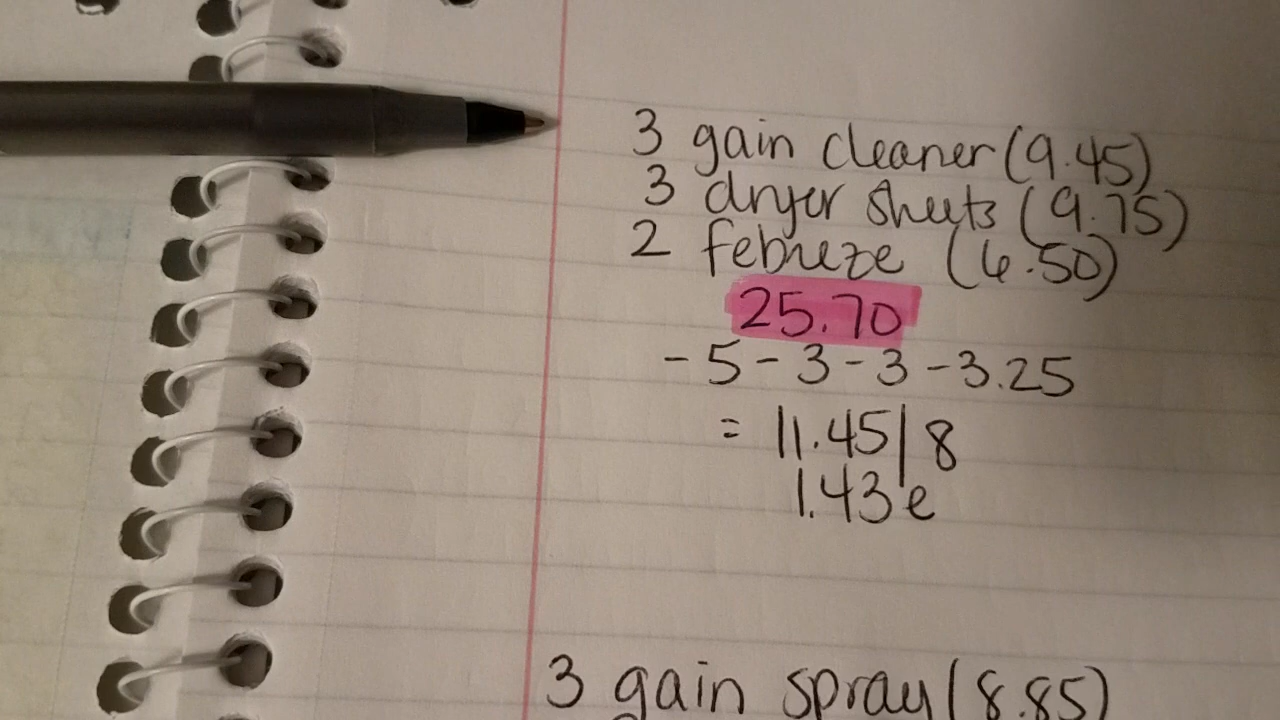 3 gain cleaner (9.45)
3 dryer sheets (9.75)
2 febreze (6.50)
25.70
-5-3-3-3.25
= 11.45/8
1.43e
3 gain spray (8.85)